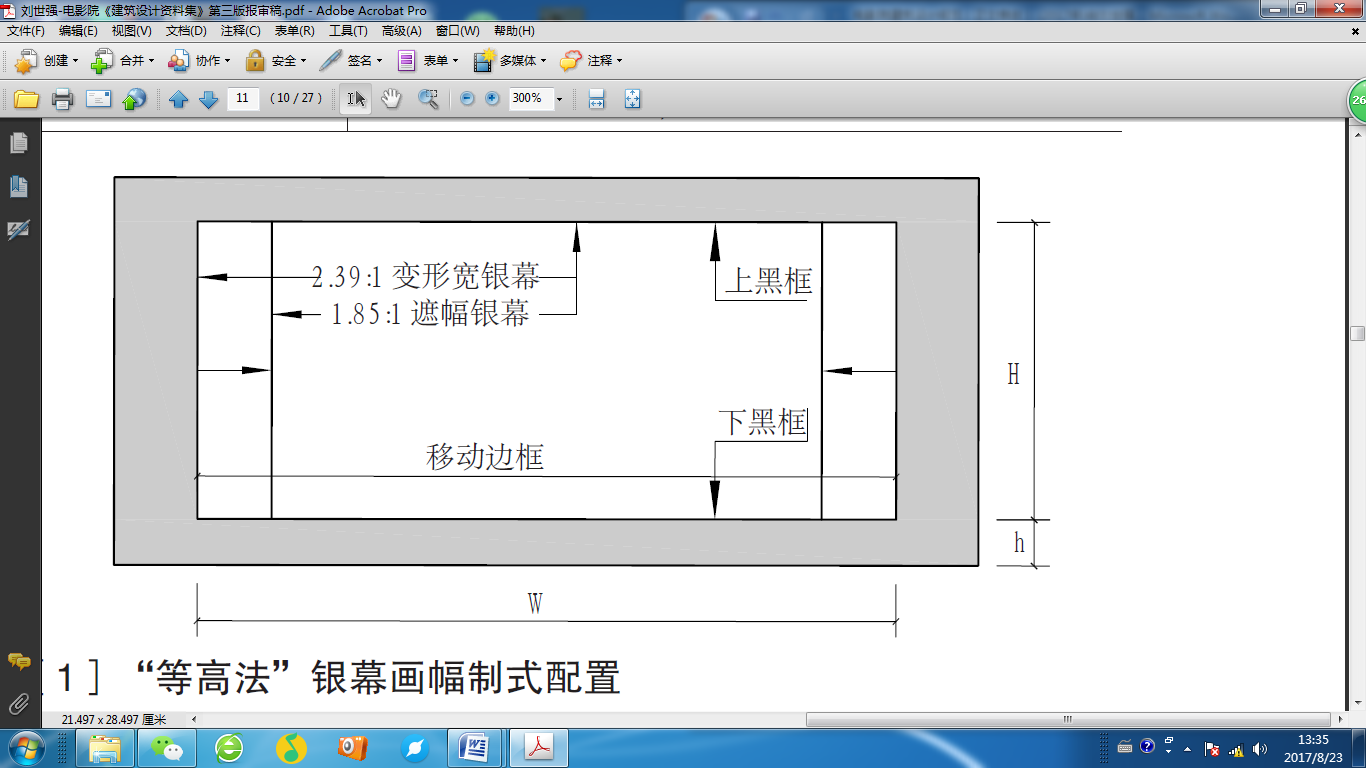 刘世强-电影院《建筑设计资料集》第三版报审稿.pdf - Adobe Acrobat Pro
文件(F) 编辑(E) 视图(V) 文档(D) 注释(C) 表单(R) 工具(T) 高级(A) 窗口(W) 帮助(H)
创建 合并 协作 安全 签名 表单 多媒体 注释
11 (10 / 27) 300%
26
2.39:1 变形宽银幕
上黑框
1.85:1 遮幅银幕
H
下黑框
移动边框
h
W
1］ “等高法”银幕画幅制式配置
21.497 x 28.497 厘米
13:35
2017/8/23